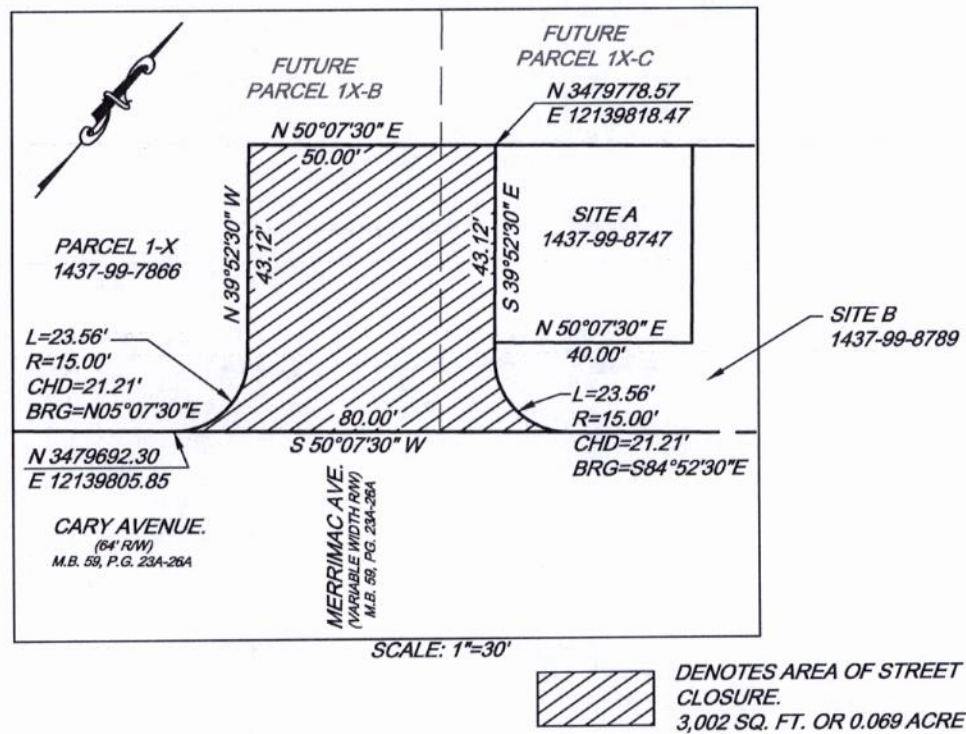 FUTURE
PARCEL 1X-B
FUTURE
PARCEL 1X-C
N 3479778.57
E 12139818.47
N 50°07'30" E
50.00'
N 39°52'30" W
43.12'
43.12'
S 39°52'30" E
SITE A
1437-99-8747
PARCEL 1-X
1437-99-7866
N 50°07'30" E
40.00'
SITE B
1437-99-8789
L=23.56'
R=15.00'
CHD=21.21'
BRG=N05°07'30"E
L=23.56'
R=15.00'
CHD=21.21'
BRG=S84°52'30"E
80.00'
S 50°07'30" W
N 3479692.30
E 12139805.85
CARY AVENUE.
(64' R/W)
M.B. 59, P.G. 23A-26A
MERRIMAC AVE.
(VARIABLE WIDTH R/W)
M.B. 59, PG. 23A-26A
SCALE: 1"=30'
DENOTES AREA OF STREET
CLOSURE.
3,002 SQ. FT. OR 0.069 ACRE